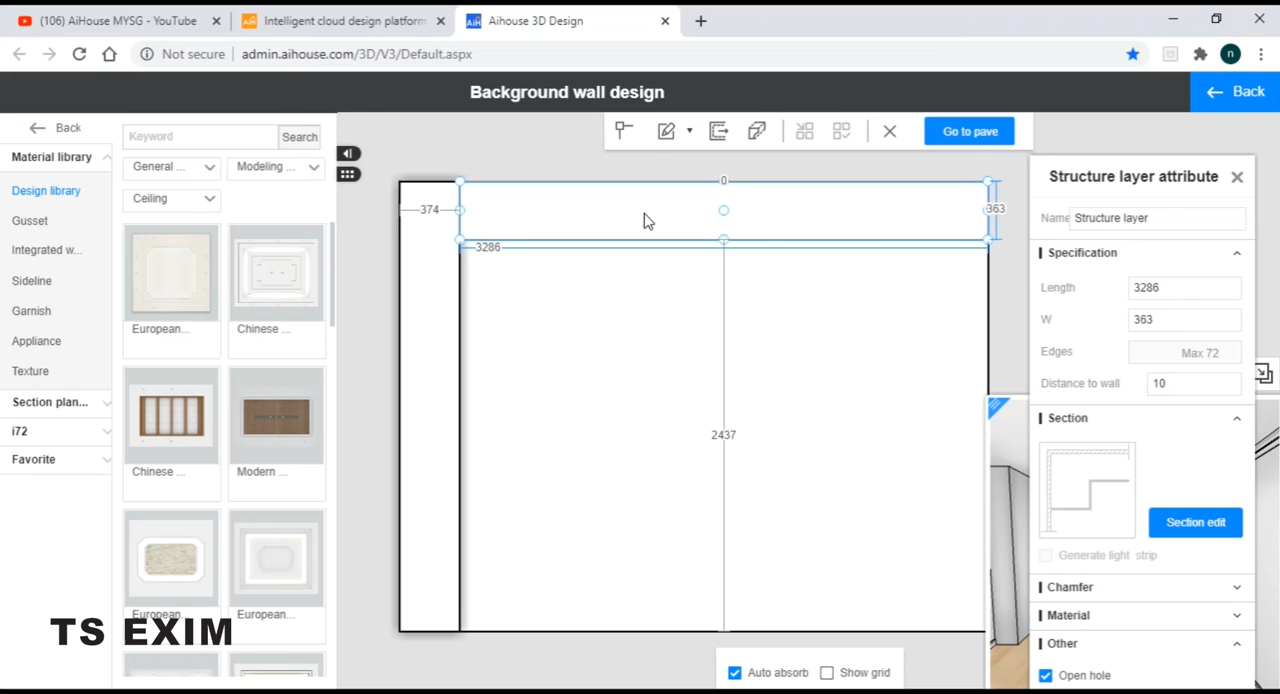 (106) AiHouse MYSG - YouTube
Intelligent cloud design platform
Aihouse 3D Design
Not secure
admin.aihouse.com/3D/V3/Default.aspx
n
Background wall design
Back
Back
Material library
Design library
Gusset
Integrated w...
Sideline
Garnish
Appliance
Texture
Section plan...
i72
Favorite
Keyword
Search
General ...
Modeling ...
Ceiling
European...
Chinese ...
Chinese ...
Modern ...
European...
European...
Go to pave
0
374
363
3286
2437
Auto absorb
Show grid
Structure layer attribute
Name
Structure layer
Specification
Length
3286
W
363
Edges
Max 72
Distance to wall
10
Section
Section edit
Generate light strip
Chamfer
Material
Other
Open hole
TS EXIM